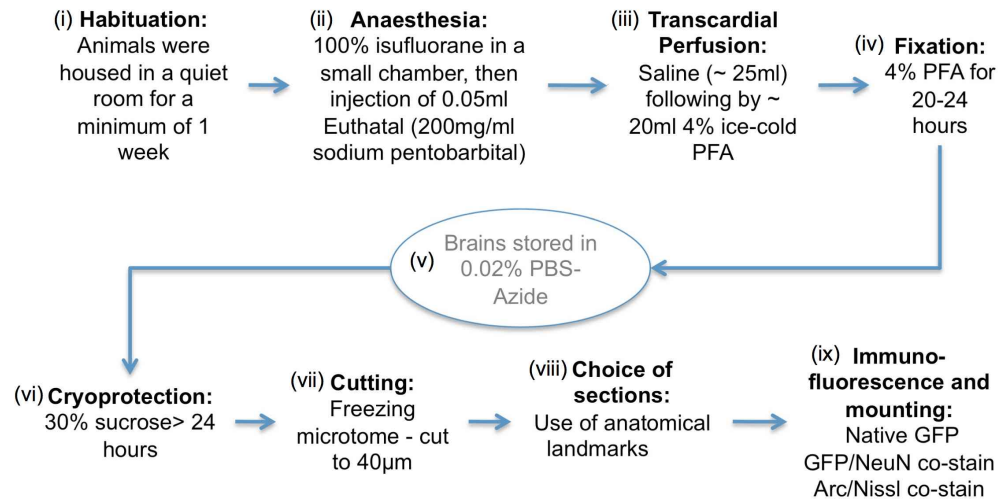 (i) Habituation:
Animals were
housed in a quiet
room for a
minimum of 1
week
(ii) Anaesthesia:
100% isufluorane in a
small chamber, then
injection of 0.05ml
Euthatal (200mg/ml
sodium pentobarbital)
(iii) Transcardial
Perfusion:
Saline (~ 25ml)
following by ~
20ml 4% ice-cold
PFA
(iv) Fixation:
4% PFA for
20-24
hours
(v) Brains stored in
0.02% PBS-
Azide
(vi) Cryoprotection:
30% sucrose> 24
hours
(vii) Cutting:
Freezing
microtome - cut
to 40μm
(viii) Choice of
sections:
Use of anatomical
landmarks
(ix) Immuno-
fluorescence and
mounting:
Native GFP
GFP/NeuN co-stain
Arc/Nissl co-stain